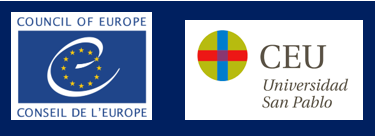 COUNCIL OF EUROPE
CONSEIL DE L'EUROPE
CEU
Universidad
San Pablo